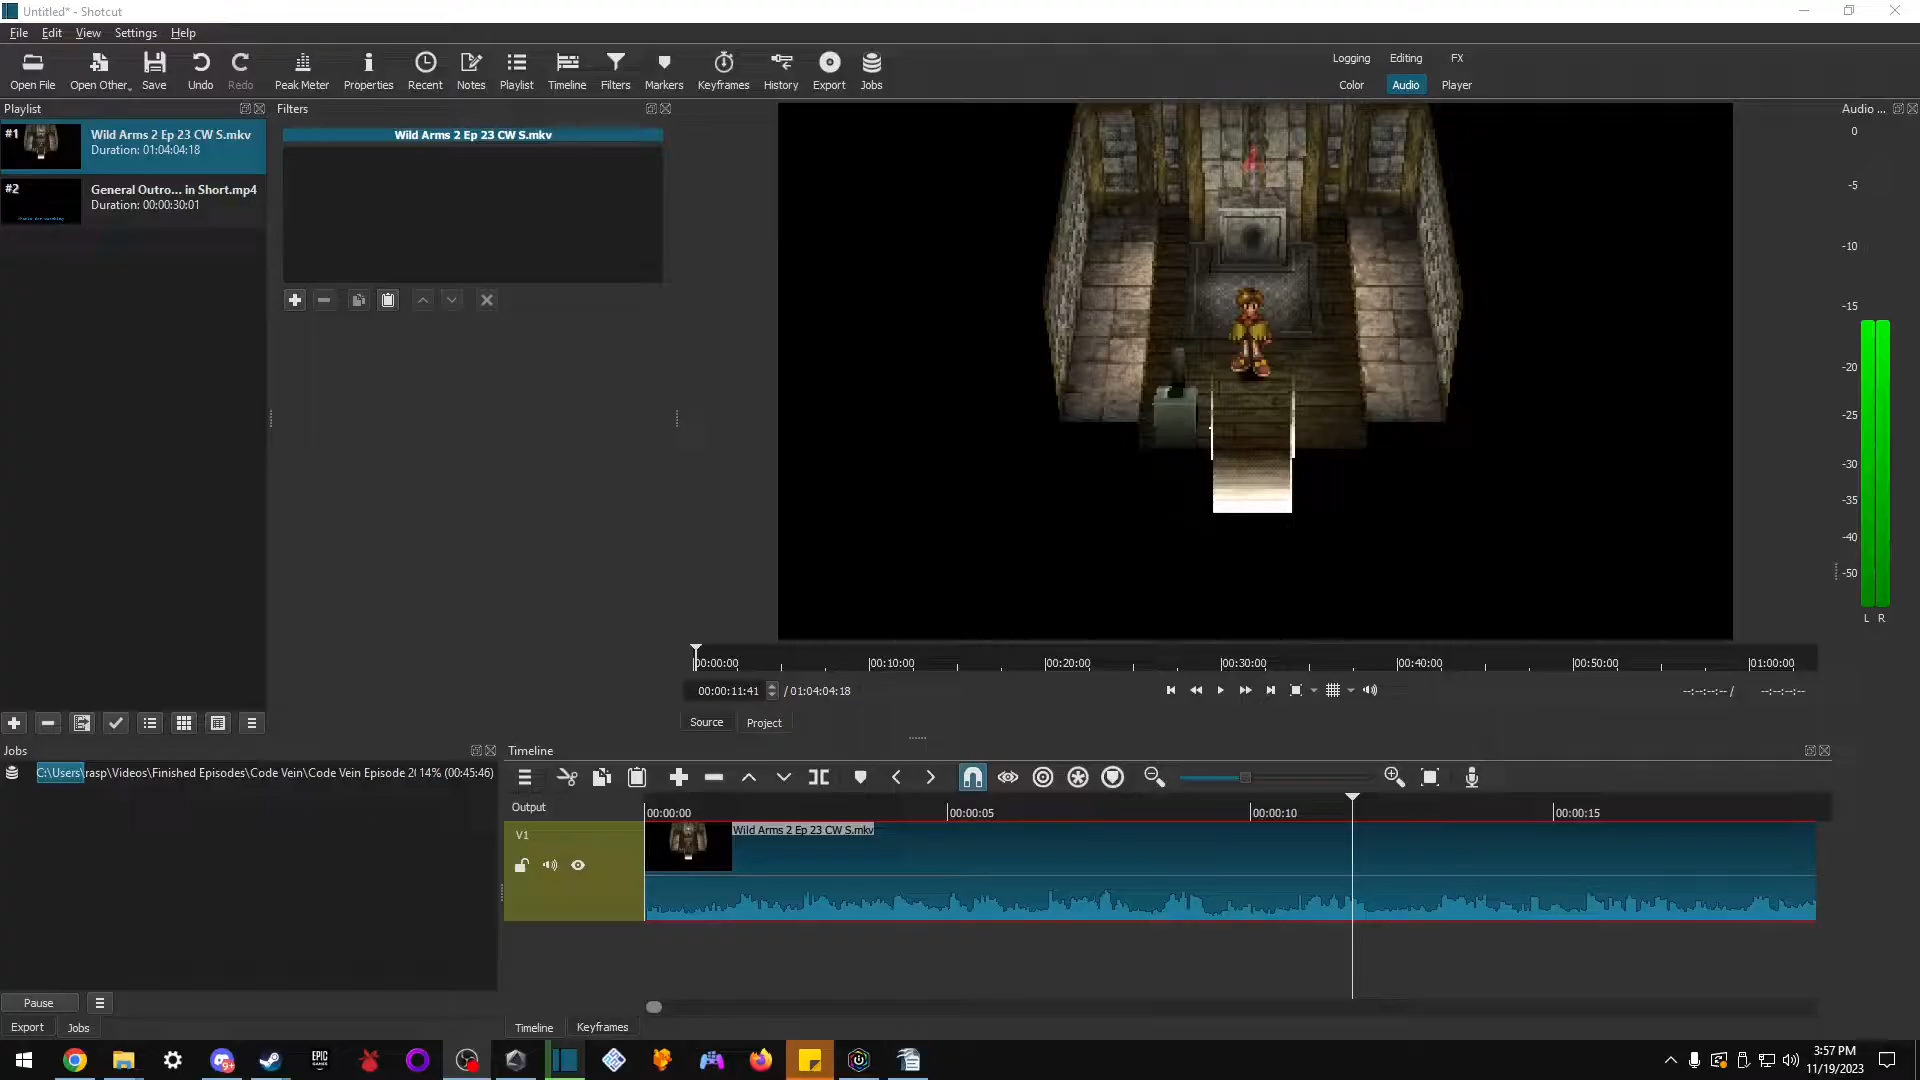 Untitled* - Shotcut
File Edit View Settings Help
Open File Open Other Save Undo Redo Peak Meter Properties Recent Notes Playlist Timeline Filters Markers Keyframes History Export Jobs
Logging Editing FX
Color Audio Player
Playlist
#1
Wild Arms 2 Ep 23 CW S.mkv
Duration: 01:04:04:18
#2
General Outro... in Short.mp4
Duration: 00:00:30:01
Filters
Wild Arms 2 Ep 23 CW S.mkv
Audio ...
0
-5
-10
-15
-20
-25
-30
-35
-40
-50
L R
00:00:00 00:10:00 00:20:00 00:30:00 00:40:00 00:50:00 01:00:00
00:00:11:41 / 01:04:04:18
--:--:--:-- / --:--:--:--
Source Project
Jobs
C:\Users\rasp\Videos\Finished Episodes\Code Vein\Code Vein Episode 2( 14% (00:45:46)
Pause
Export Jobs
Timeline
Output
00:00:00 00:00:05 00:00:10 00:00:15
V1
Wild Arms 2 Ep 23 CW S.mkv
Timeline Keyframes
9+
EPIC GAMES
3:57 PM
11/19/2023